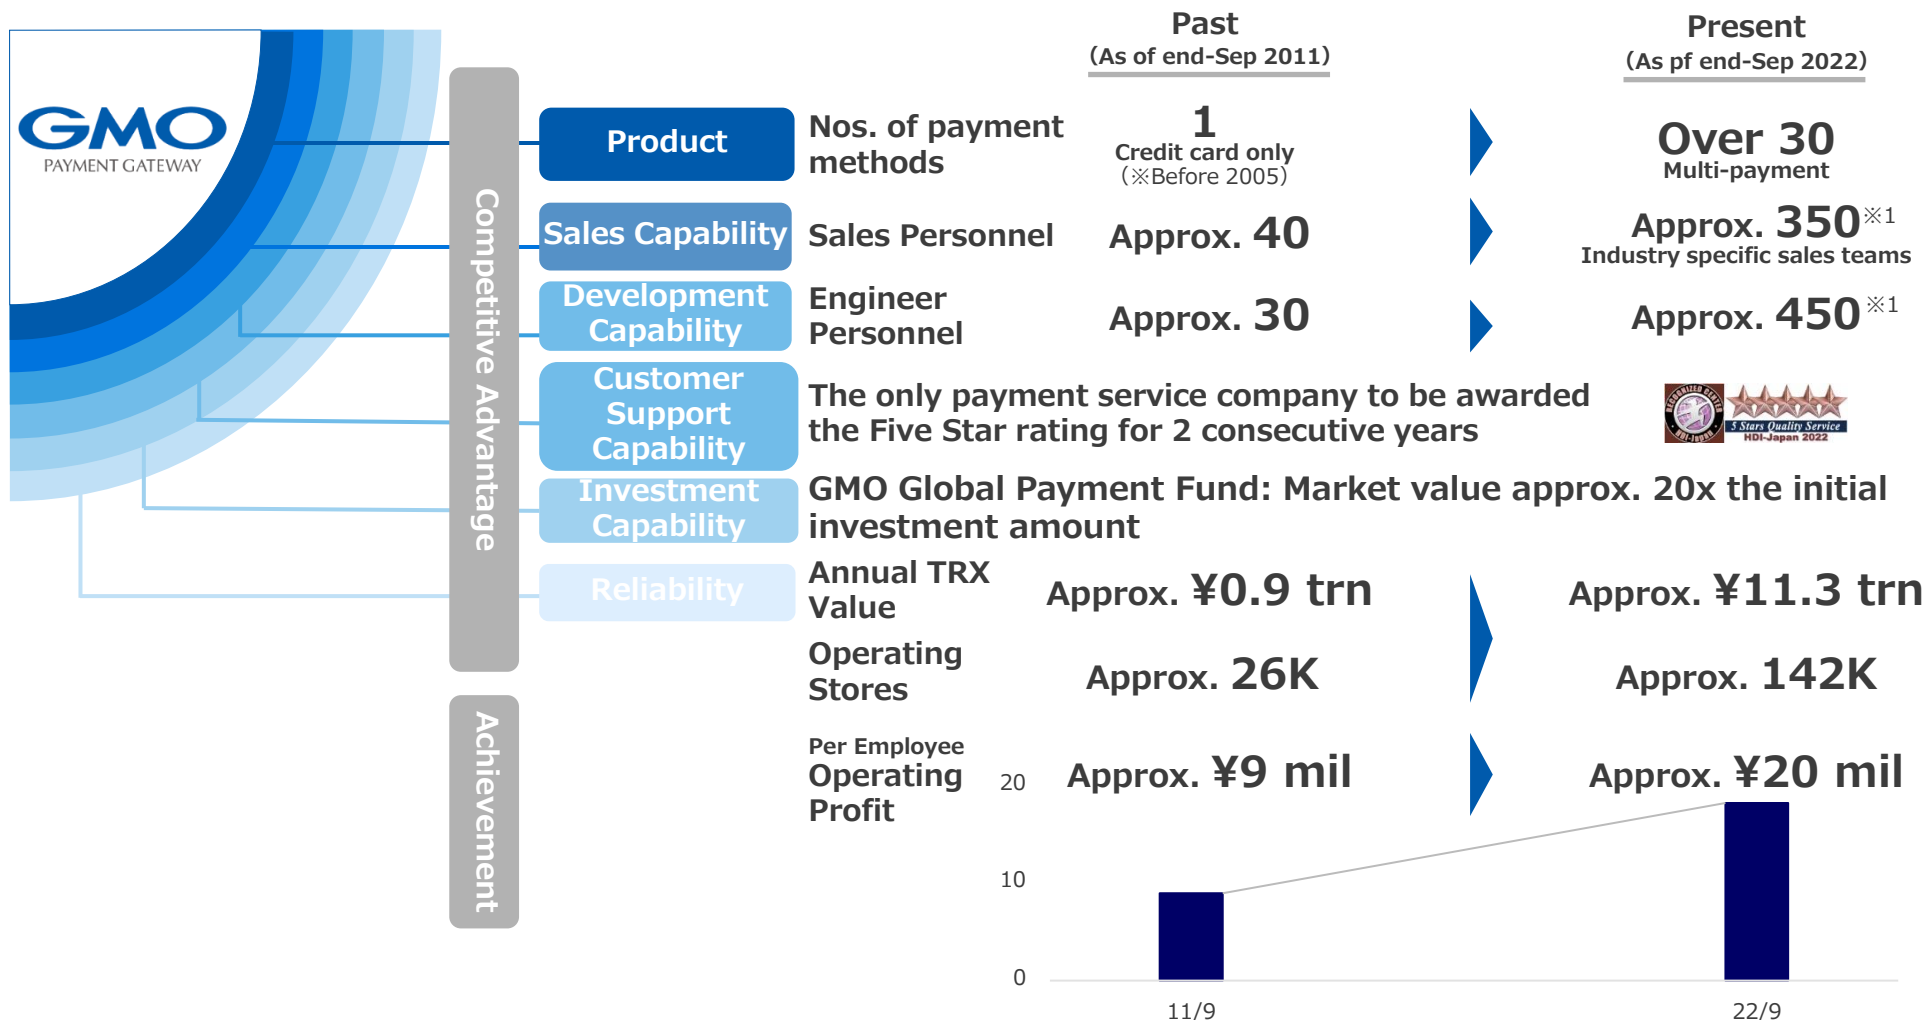 GMO
PAYMENT GATEWAY
Past
(As of end-Sep 2011)
Present
(As pf end-Sep 2022)
Competitive Advantage
Product
Nos. of payment
methods
1
Credit card only
(※Before 2005)
Over 30
Multi-payment
Sales Capability
Sales Personnel
Approx. 40
Approx. 350※1
Industry specific sales teams
Development
Capability
Engineer
Personnel
Approx. 30
Approx. 450※1
Customer
Support
Capability
The only payment service company to be awarded
the Five Star rating for 2 consecutive years
RECOGNIZED CENTER
HDI-Japan
5 Stars Quality Service
HDI-Japan 2022
Investment
Capability
GMO Global Payment Fund: Market value approx. 20x the initial
investment amount
Reliability
Annual TRX
Value
Approx. ¥0.9 trn
Approx. ¥11.3 trn
Operating
Stores
Approx. 26K
Approx. 142K
Achievement
Per Employee
Operating
Profit
Approx. ¥9 mil
Approx. ¥20 mil
20
10
0
11/9
22/9